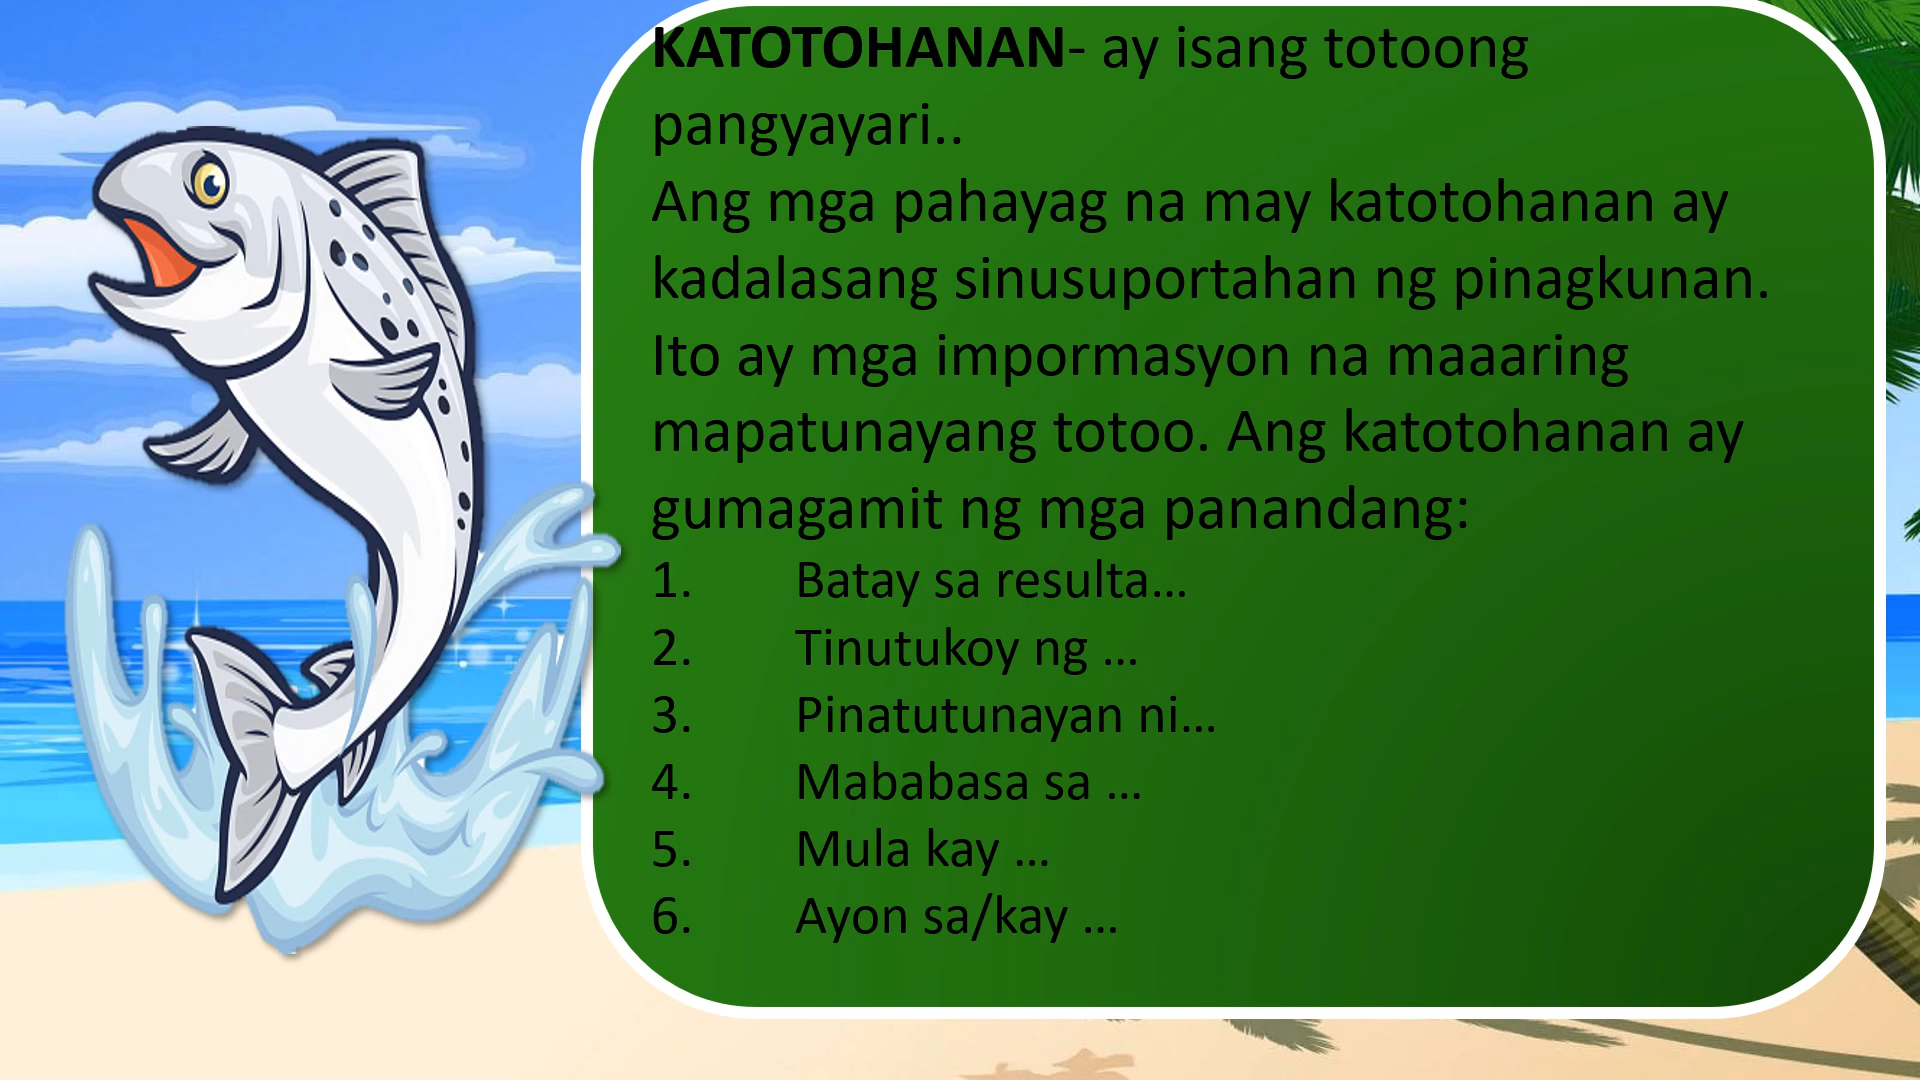 KATOTOHANAN- ay isang totoong
pangyayari..
Ang mga pahayag na may katotohanan ay
kadalasang sinusuportahan ng pinagkunan.
Ito ay mga impormasyon na maaaring
mapatunayang totoo. Ang katotohanan ay
gumagamit ng mga panandang:
1. Batay sa resulta…
2. Tinutukoy ng …
3. Pinatutunayan ni…
4. Mababasa sa …
5. Mula kay …
6. Ayon sa/kay …